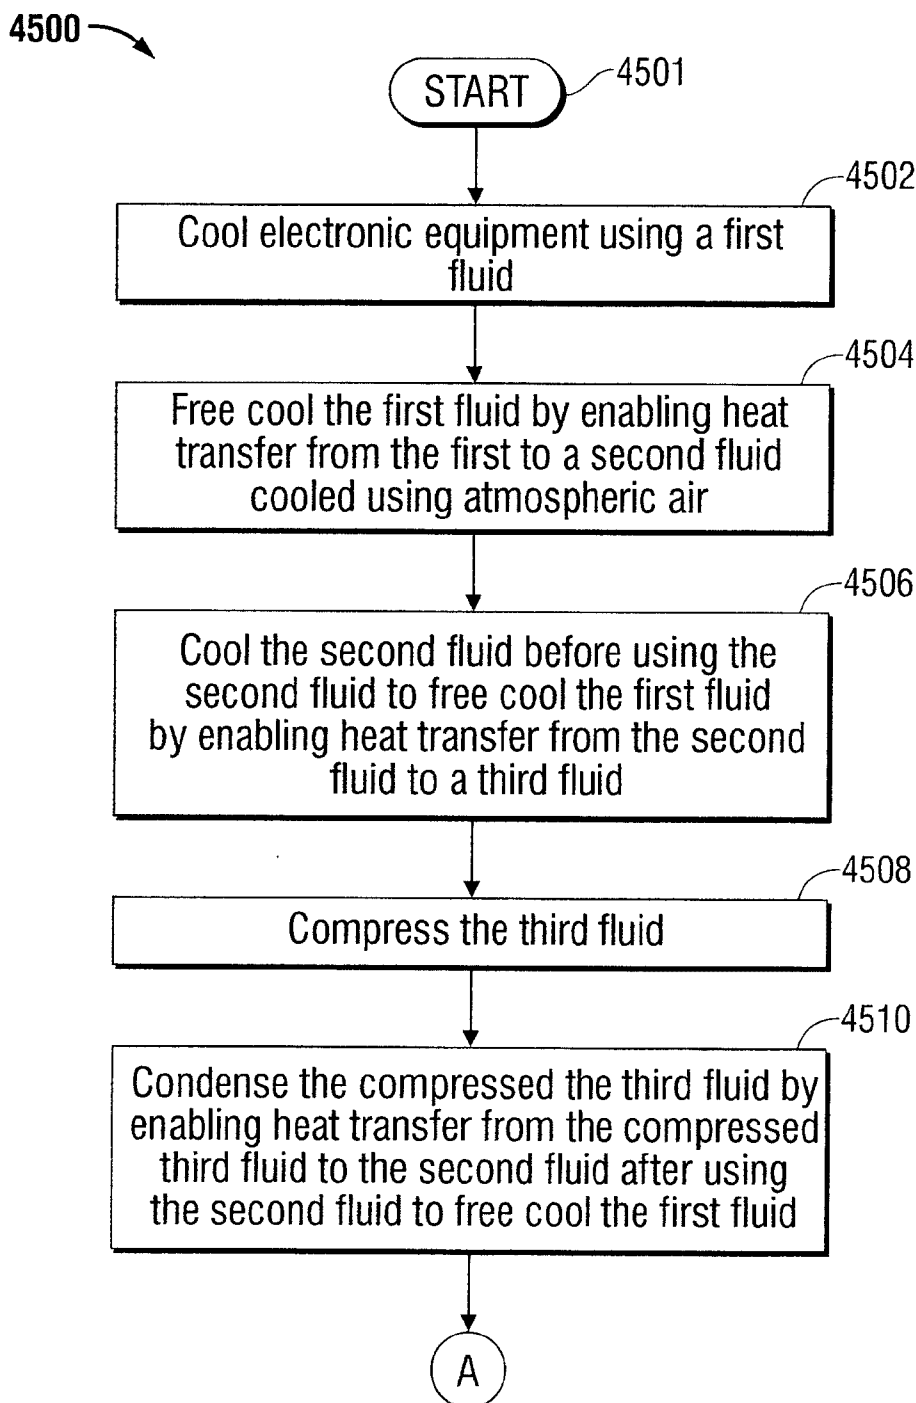 4500
START
4501
4502
Cool electronic equipment using a first
fluid
4504
Free cool the first fluid by enabling heat
transfer from the first to a second fluid
cooled using atmospheric air
4506
Cool the second fluid before using the
second fluid to free cool the first fluid
by enabling heat transfer from the second
fluid to a third fluid
4508
Compress the third fluid
4510
Condense the compressed the third fluid by
enabling heat transfer from the compressed
third fluid to the second fluid after using
the second fluid to free cool the first fluid
A